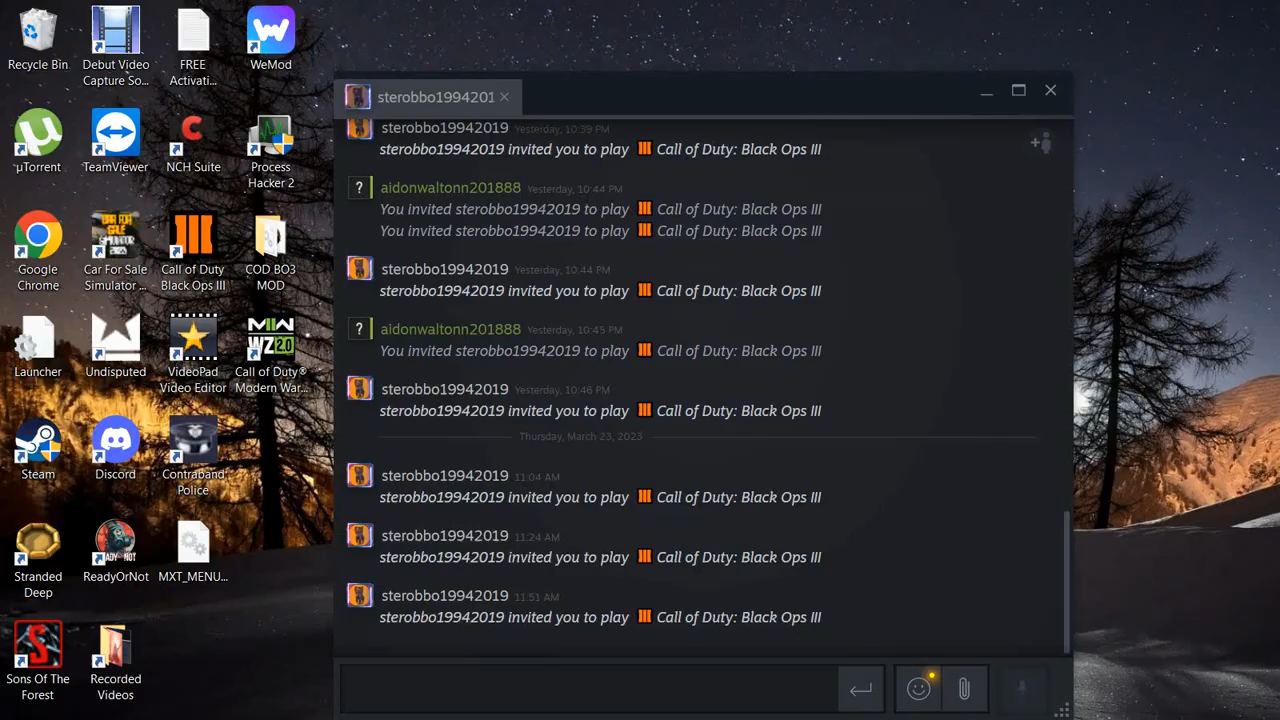 Recycle Bin
Debut Video
Capture So...
FREE
Activati...
WeMod
µTorrent
TeamViewer
NCH Suite
Process
Hacker 2
Google
Chrome
Car For Sale
Simulator ...
Call of Duty
Black Ops III
COD BO3
MOD
Launcher
Undisputed
VideoPad
Video Editor
MW
WZ 2.0
Call of Duty®
Modern War...
Steam
Discord
Contraband
Police
Stranded
Deep
ReadyOrNot
MXT_MENU...
Sons Of The
Forest
Recorded
Videos
sterobbo1994201
sterobbo19942019 Yesterday, 10:39 PM
sterobbo19942019 invited you to play Call of Duty: Black Ops III
? aidonwaltonn201888 Yesterday, 10:44 PM
You invited sterobbo19942019 to play Call of Duty: Black Ops III
You invited sterobbo19942019 to play Call of Duty: Black Ops III
sterobbo19942019 Yesterday, 10:44 PM
sterobbo19942019 invited you to play Call of Duty: Black Ops III
? aidonwaltonn201888 Yesterday, 10:45 PM
You invited sterobbo19942019 to play Call of Duty: Black Ops III
sterobbo19942019 Yesterday, 10:46 PM
sterobbo19942019 invited you to play Call of Duty: Black Ops III
Thursday, March 23, 2023
sterobbo19942019 11:04 AM
sterobbo19942019 invited you to play Call of Duty: Black Ops III
sterobbo19942019 11:24 AM
sterobbo19942019 invited you to play Call of Duty: Black Ops III
sterobbo19942019 11:51 AM
sterobbo19942019 invited you to play Call of Duty: Black Ops III